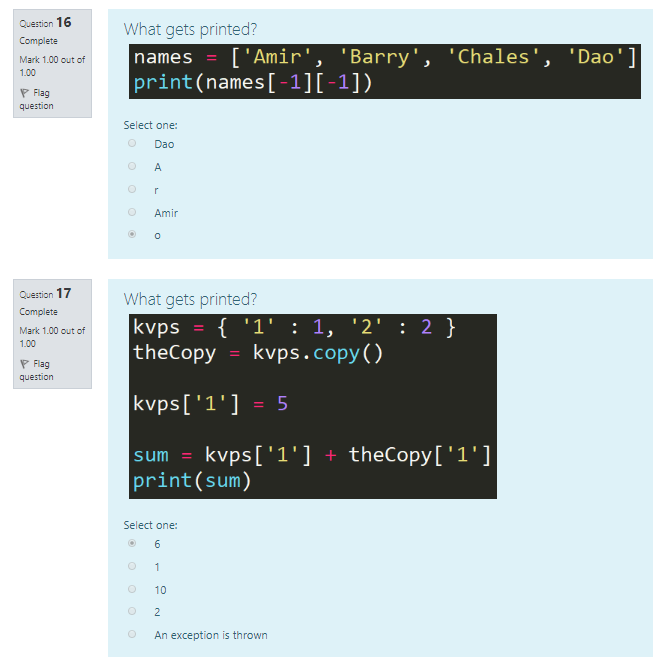 Question 16
Complete
Mark 1.00 out of
1.00
Flag
question
What gets printed?
names = ['Amir', 'Barry', 'Chales', 'Dao']
print(names[-1][-1])
Select one:
Dao
A
r
Amir
o
Question 17
Complete
Mark 1.00 out of
1.00
Flag
question
What gets printed?
kvps = { '1' : 1, '2' : 2 }
theCopy = kvps.copy()
kvps['1'] = 5
sum = kvps['1'] + theCopy['1']
print(sum)
Select one:
6
1
10
2
An exception is thrown